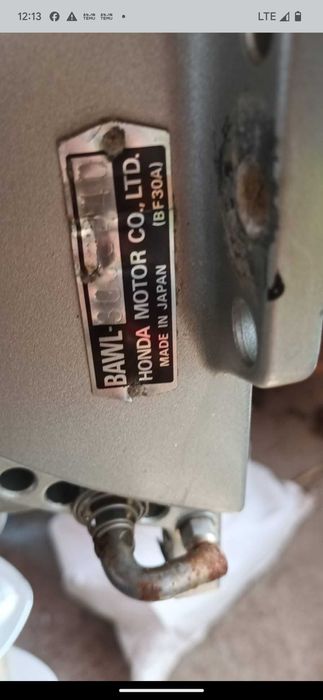 12:13
LTE
BAWL-
HONDA MOTOR CO., LTD.
MADE IN JAPAN (BF30A)